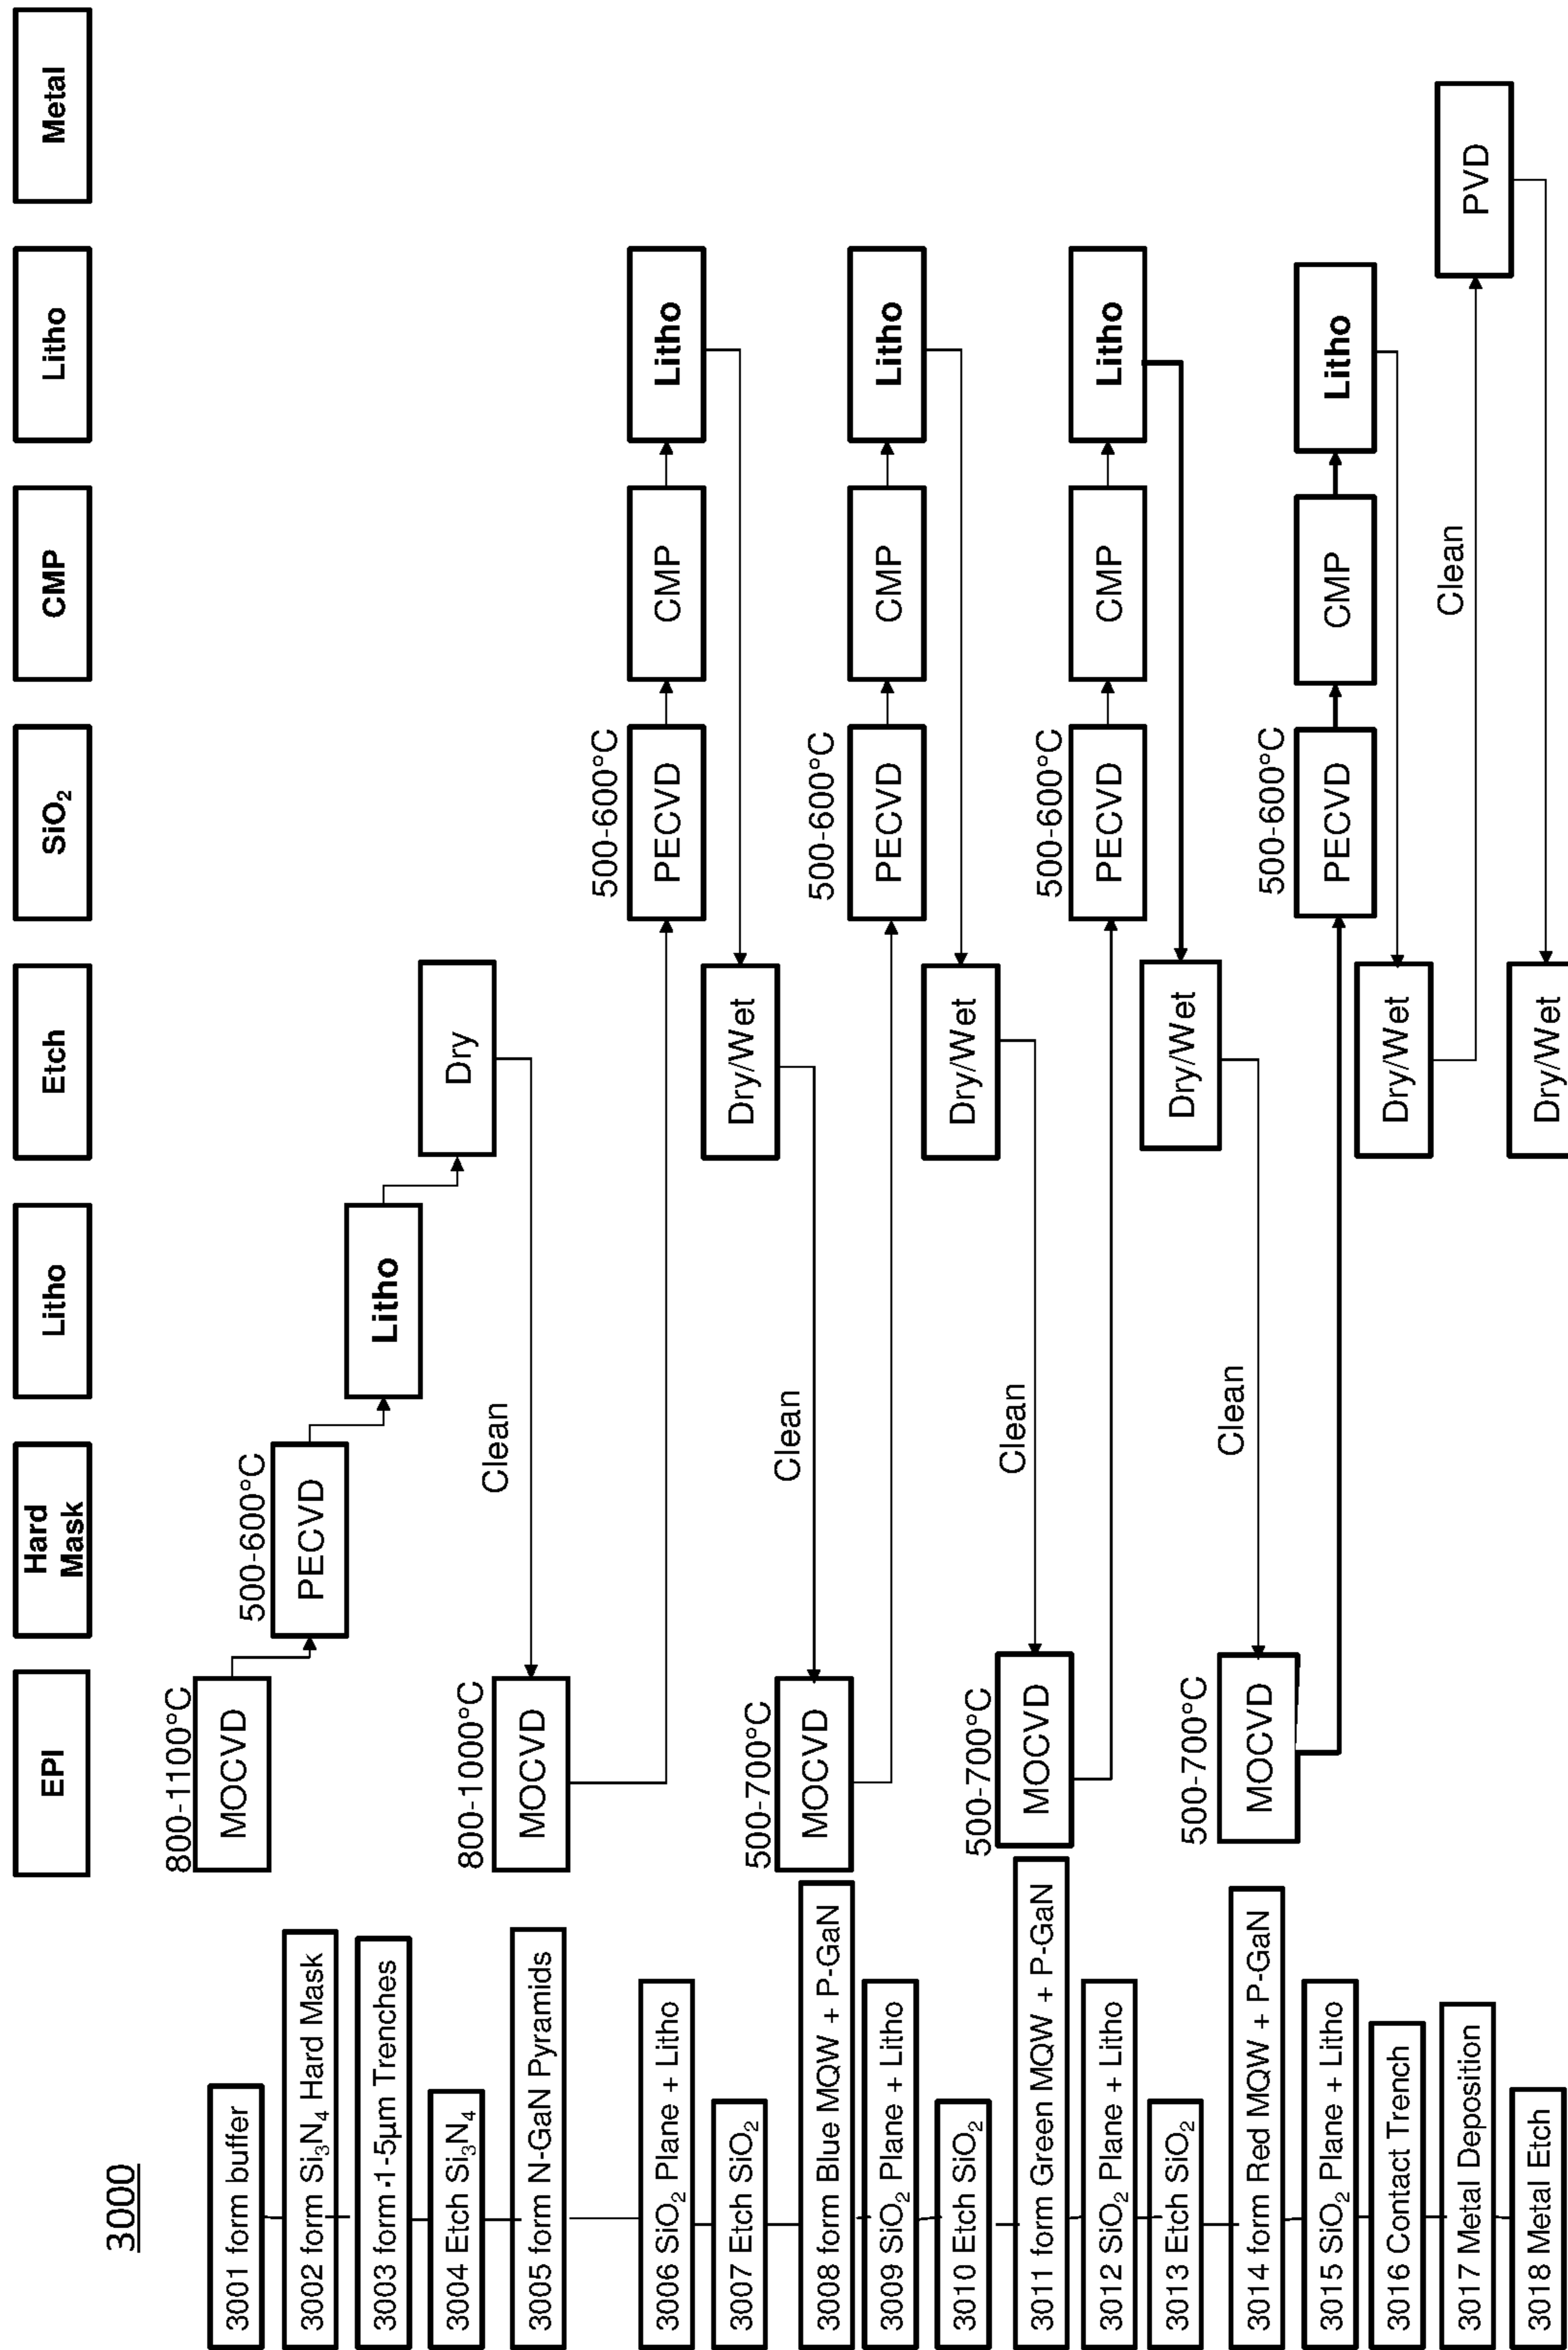 3000
EPI
Hard
Mask
Litho
Etch
SiO₂
CMP
Litho
Metal
3001 form buffer
800-1100°C
MOCVD
3002 form Si₃N₄ Hard Mask
500-600°C
PECVD
3003 form .1-5µm Trenches
Litho
3004 Etch Si₃N₄
Dry
Clean
3005 form N-GaN Pyramids
800-1000°C
MOCVD
3006 SiO₂ Plane + Litho
500-600°C
PECVD
CMP
Litho
3007 Etch SiO₂
Dry/Wet
Clean
3008 form Blue MQW + P-GaN
500-700°C
MOCVD
3009 SiO₂ Plane + Litho
500-600°C
PECVD
CMP
Litho
3010 Etch SiO₂
Dry/Wet
Clean
3011 form Green MQW + P-GaN
500-700°C
MOCVD
3012 SiO₂ Plane + Litho
500-600°C
PECVD
CMP
Litho
3013 Etch SiO₂
Dry/Wet
Clean
3014 form Red MQW + P-GaN
500-700°C
MOCVD
3015 SiO₂ Plane + Litho
500-600°C
PECVD
CMP
Litho
3016 Contact Trench
Dry/Wet
Clean
3017 Metal Deposition
PVD
3018 Metal Etch
Dry/Wet